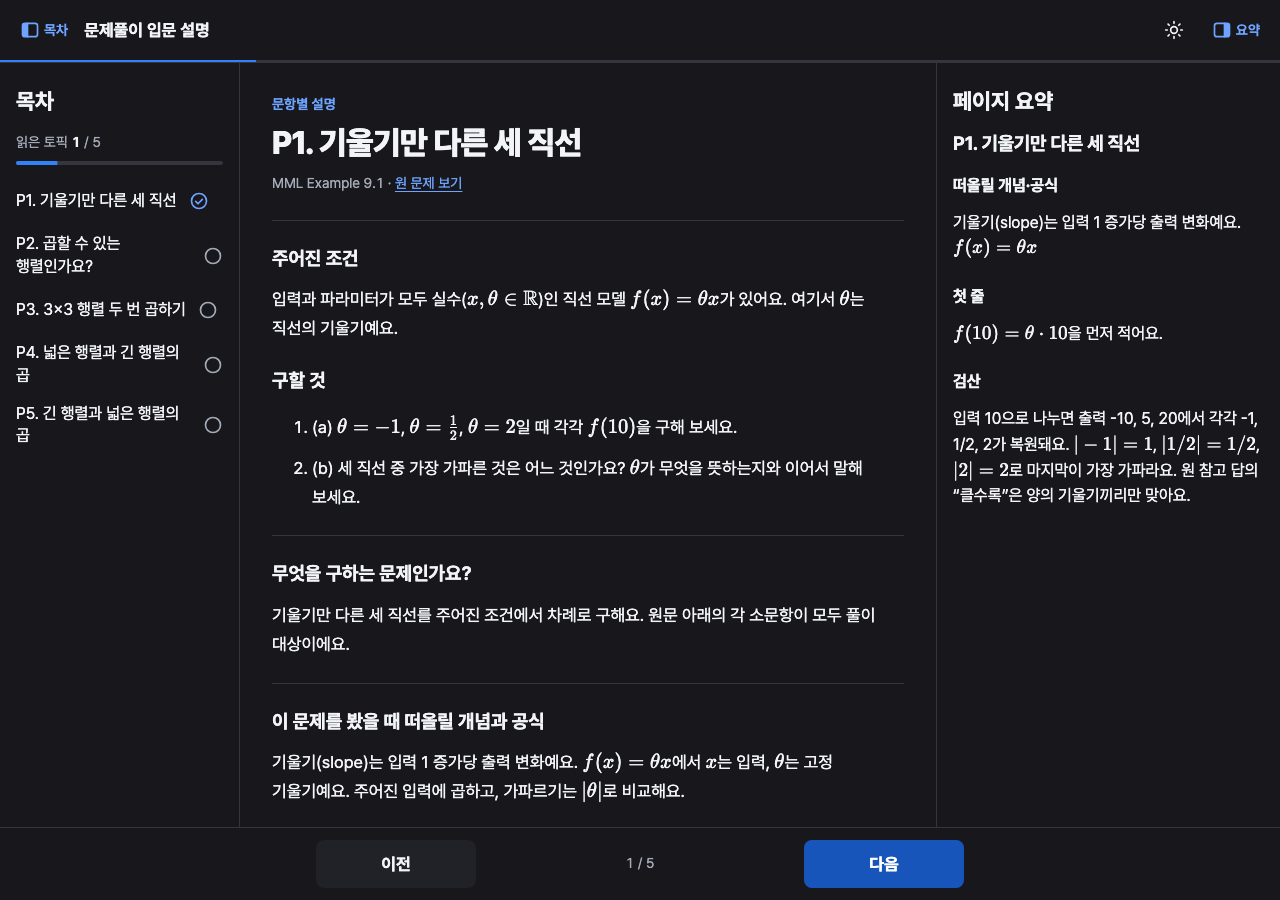 목차 문제풀이 입문 설명 요약
목차
읽은 토픽 1 / 5
P1. 기울기만 다른 세 직선
P2. 곱할 수 있는
행렬인가요?
P3. 3×3 행렬 두 번 곱하기
P4. 넓은 행렬과 긴 행렬의
곱
P5. 긴 행렬과 넓은 행렬의
곱
문항별 설명
P1. 기울기만 다른 세 직선
MML Example 9.1 · 원 문제 보기
주어진 조건
입력과 파라미터가 모두 실수(x, θ ∈ ℝ)인 직선 모델 f(x) = θx가 있어요. 여기서 θ는
직선의 기울기예요.
구할 것
1. (a) θ = −1, θ = 1/2, θ = 2일 때 각각 f(10)을 구해 보세요.
2. (b) 세 직선 중 가장 가파른 것은 어느 것인가요? θ가 무엇을 뜻하는지와 이어서 말해
보세요.
무엇을 구하는 문제인가요?
기울기만 다른 세 직선를 주어진 조건에서 차례로 구해요. 원문 아래의 각 소문항이 모두 풀이
대상이에요.
이 문제를 봤을 때 떠올릴 개념과 공식
기울기(slope)는 입력 1 증가당 출력 변화예요. f(x) = θx에서 x는 입력, θ는 고정
기울기예요. 주어진 입력에 곱하고, 가파르기는 |θ|로 비교해요.
페이지 요약
P1. 기울기만 다른 세 직선
떠올릴 개념·공식
기울기(slope)는 입력 1 증가당 출력 변화예요.
f(x) = θx
첫 줄
f(10) = θ · 10을 먼저 적어요.
검산
입력 10으로 나누면 출력 -10, 5, 20에서 각각 -1,
1/2, 2가 복원돼요. | − 1| = 1, |1/2| = 1/2,
|2| = 2로 마지막이 가장 가파라요. 원 참고 답의
“클수록”은 양의 기울기끼리만 맞아요.
이전 1 / 5 다음